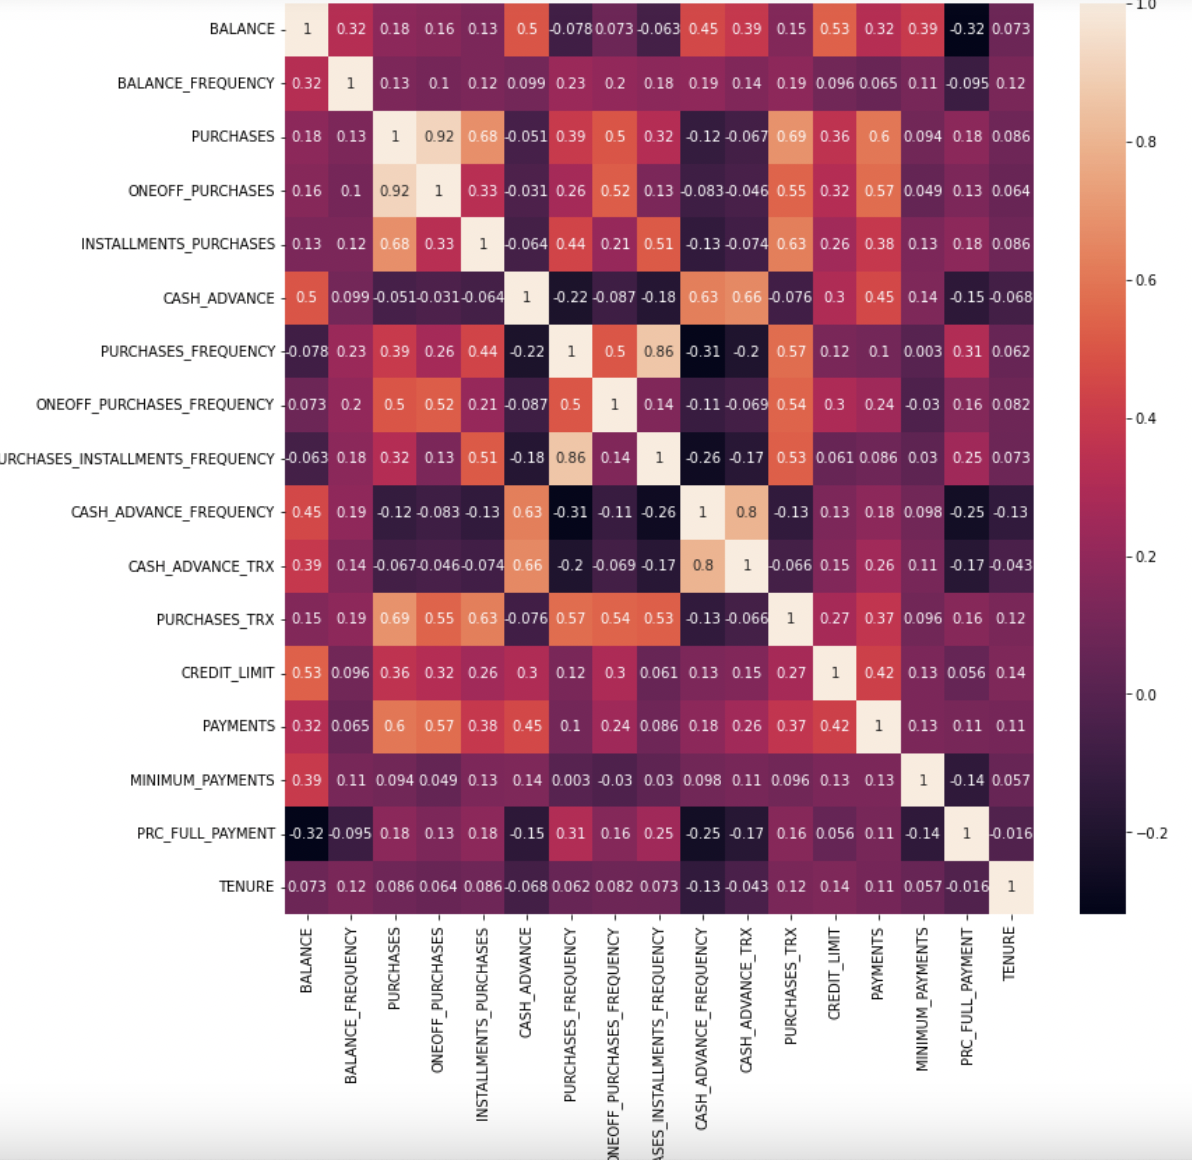 BALANCE 1 0.32 0.18 0.16 0.13 0.5 -0.078 0.073 -0.063 0.45 0.39 0.15 0.53 0.32 0.39 -0.32 0.073 1.0
BALANCE_FREQUENCY 0.32 1 0.13 0.1 0.12 0.099 0.23 0.2 0.18 0.19 0.14 0.19 0.096 0.065 0.11 -0.095 0.12
PURCHASES 0.18 0.13 1 0.92 0.68 -0.051 0.39 0.5 0.32 -0.12 -0.067 0.69 0.36 0.6 0.094 0.18 0.086 0.8
ONEOFF_PURCHASES 0.16 0.1 0.92 1 0.33 -0.031 0.26 0.52 0.13 -0.083 -0.046 0.55 0.32 0.57 0.049 0.13 0.064
INSTALLMENTS_PURCHASES 0.13 0.12 0.68 0.33 1 -0.064 0.44 0.21 0.51 -0.13 -0.074 0.63 0.26 0.38 0.13 0.18 0.086
CASH_ADVANCE 0.5 0.099 -0.051 -0.031 -0.064 1 -0.22 -0.087 -0.18 0.63 0.66 -0.076 0.3 0.45 0.14 -0.15 -0.068 0.6
PURCHASES_FREQUENCY -0.078 0.23 0.39 0.26 0.44 -0.22 1 0.5 0.86 -0.31 -0.2 0.57 0.12 0.1 0.003 0.31 0.062
ONEOFF_PURCHASES_FREQUENCY 0.073 0.2 0.5 0.52 0.21 -0.087 0.5 1 0.14 -0.11 -0.069 0.54 0.3 0.24 -0.03 0.16 0.082 0.4
URCHASES_INSTALLMENTS_FREQUENCY -0.063 0.18 0.32 0.13 0.51 -0.18 0.86 0.14 1 -0.26 -0.17 0.53 0.061 0.086 0.03 0.25 0.073
CASH_ADVANCE_FREQUENCY 0.45 0.19 -0.12 -0.083 -0.13 0.63 -0.31 -0.11 -0.26 1 0.8 -0.13 0.13 0.18 0.098 -0.25 -0.13
CASH_ADVANCE_TRX 0.39 0.14 -0.067 -0.046 -0.074 0.66 -0.2 -0.069 -0.17 0.8 1 -0.066 0.15 0.26 0.11 -0.17 -0.043 0.2
PURCHASES_TRX 0.15 0.19 0.69 0.55 0.63 -0.076 0.57 0.54 0.53 -0.13 -0.066 1 0.27 0.37 0.096 0.16 0.12
CREDIT_LIMIT 0.53 0.096 0.36 0.32 0.26 0.3 0.12 0.3 0.061 0.13 0.15 0.27 1 0.42 0.13 0.056 0.14 0.0
PAYMENTS 0.32 0.065 0.6 0.57 0.38 0.45 0.1 0.24 0.086 0.18 0.26 0.37 0.42 1 0.13 0.11 0.11
MINIMUM_PAYMENTS 0.39 0.11 0.094 0.049 0.13 0.14 0.003 -0.03 0.03 0.098 0.11 0.096 0.13 0.13 1 -0.14 0.057
PRC_FULL_PAYMENT -0.32 -0.095 0.18 0.13 0.18 -0.15 0.31 0.16 0.25 -0.25 -0.17 0.16 0.056 0.11 -0.14 1 -0.016 −0.2
TENURE 0.073 0.12 0.086 0.064 0.086 -0.068 0.062 0.082 0.073 -0.13 -0.043 0.12 0.14 0.11 0.057 -0.016 1
BALANCE
BALANCE_FREQUENCY
PURCHASES
ONEOFF_PURCHASES
INSTALLMENTS_PURCHASES
CASH_ADVANCE
PURCHASES_FREQUENCY
ONEOFF_PURCHASES_FREQUENCY
ASES_INSTALLMENTS_FREQUENCY
CASH_ADVANCE_FREQUENCY
CASH_ADVANCE_TRX
PURCHASES_TRX
CREDIT_LIMIT
PAYMENTS
MINIMUM_PAYMENTS
PRC_FULL_PAYMENT
TENURE